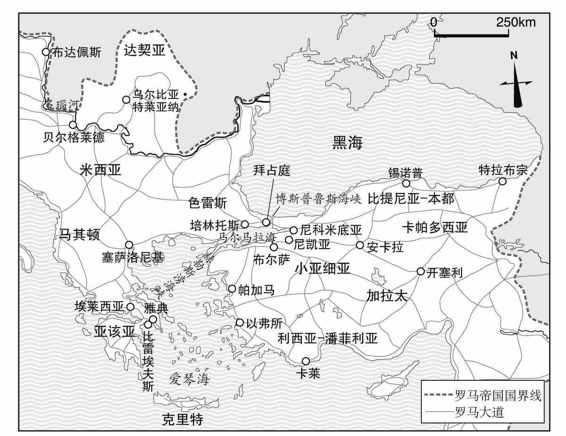 0 250km
布达佩斯
达契亚
N
乌尔比亚·
特莱亚纳
多瑙河
贝尔格莱德
黑海
米西亚
拜占庭
锡诺普
特拉布宗
博斯普鲁斯海峡
色雷斯
比提尼亚-本都
培林托斯
尼科米底亚
卡帕多西亚
马其顿
马尔马拉海
尼凯亚
安卡拉
塞萨洛尼基
布尔萨
小亚细亚
开塞利
帕加马
加拉太
埃莱西亚
雅典
亚该亚
以弗所
比雷埃夫斯
利西亚-潘菲利亚
爱琴海
卡莱
克里特
罗马帝国国界线
罗马大道